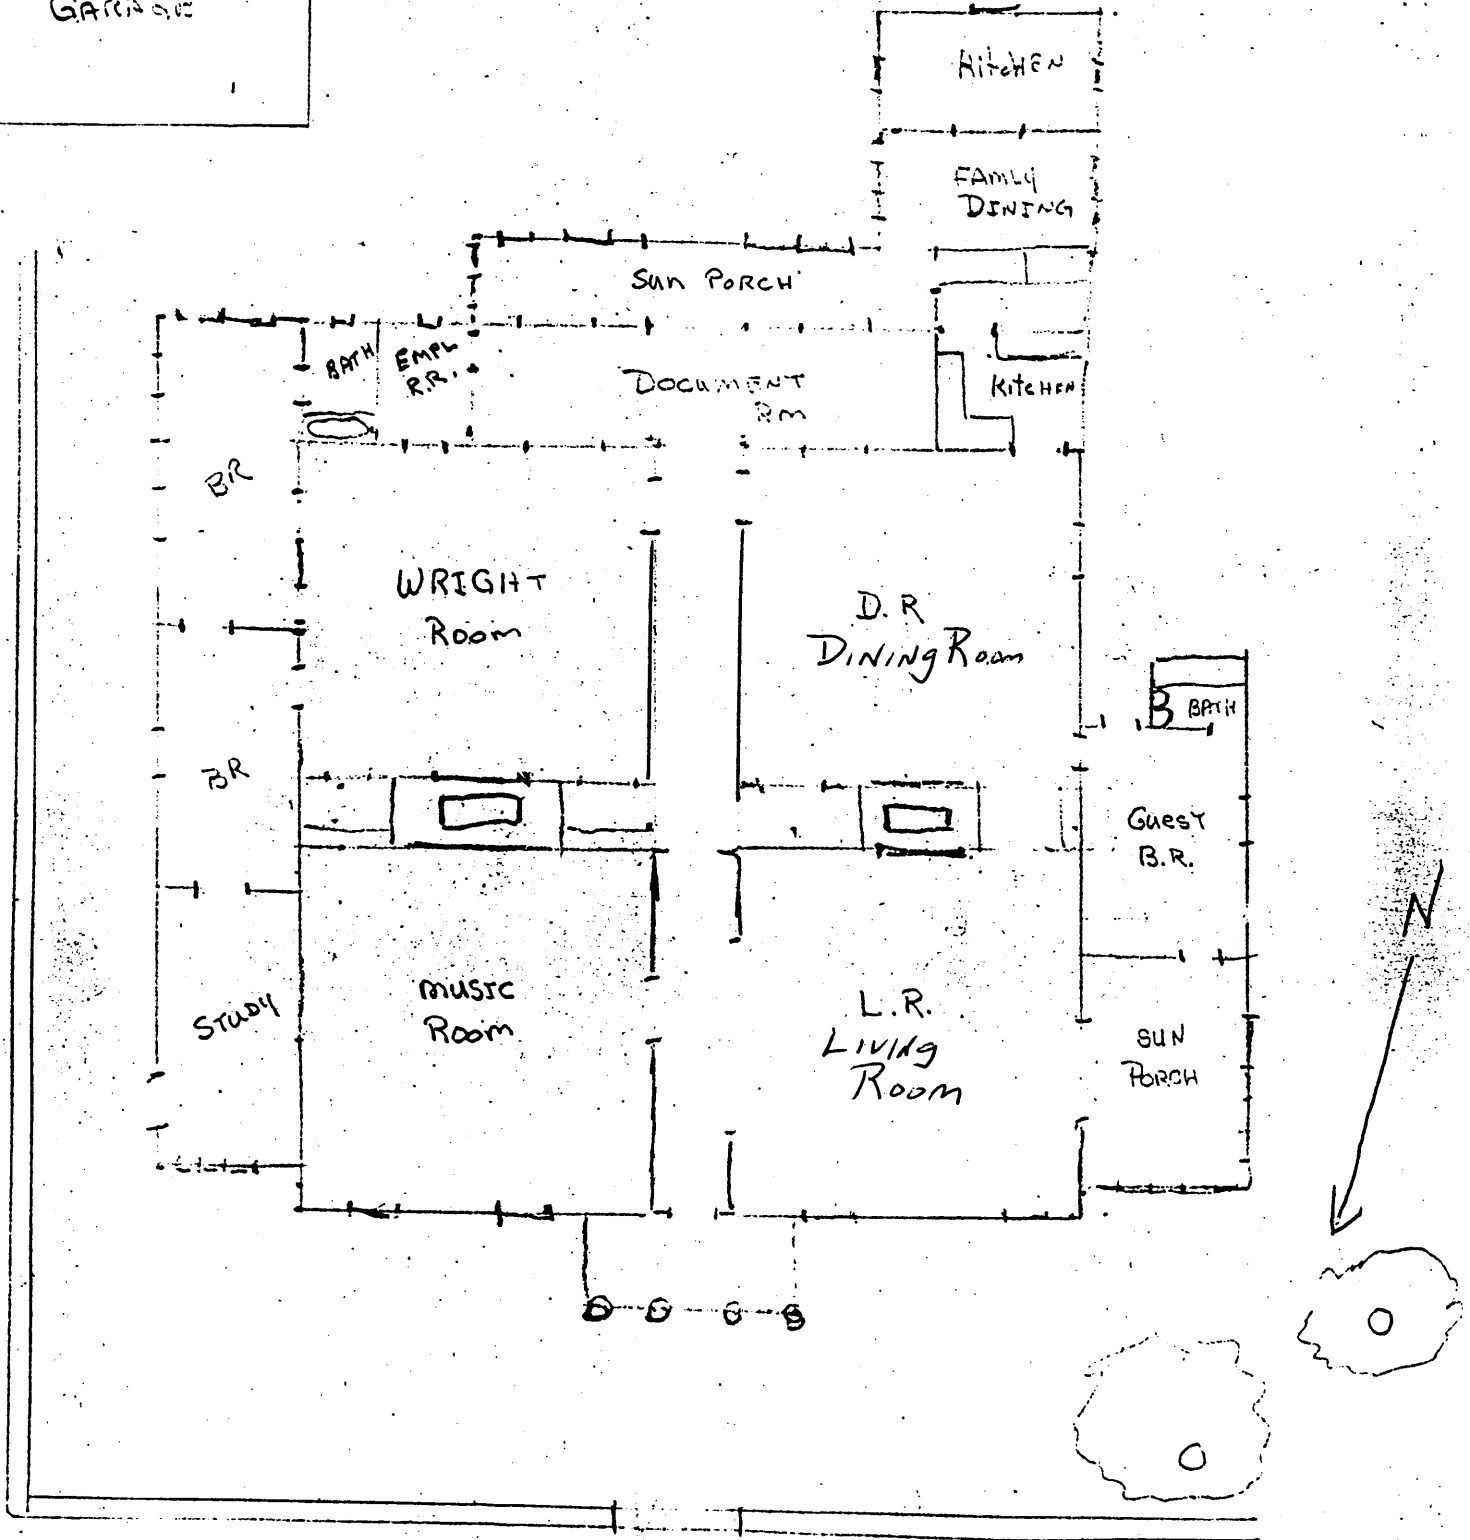 GARAGE
KitCHEN
FAMLY
DINING
Sun PORCH
BATH
EMPL
R.R.
DOCUMENT
Rm
KitCHEN
BR
WRIGHT
Room
D.R
DINING Room
BATH
BR
GuesT
B.R.
N
STUDY
music
Room
L.R.
LIVINg
Room
SUN
PORCH